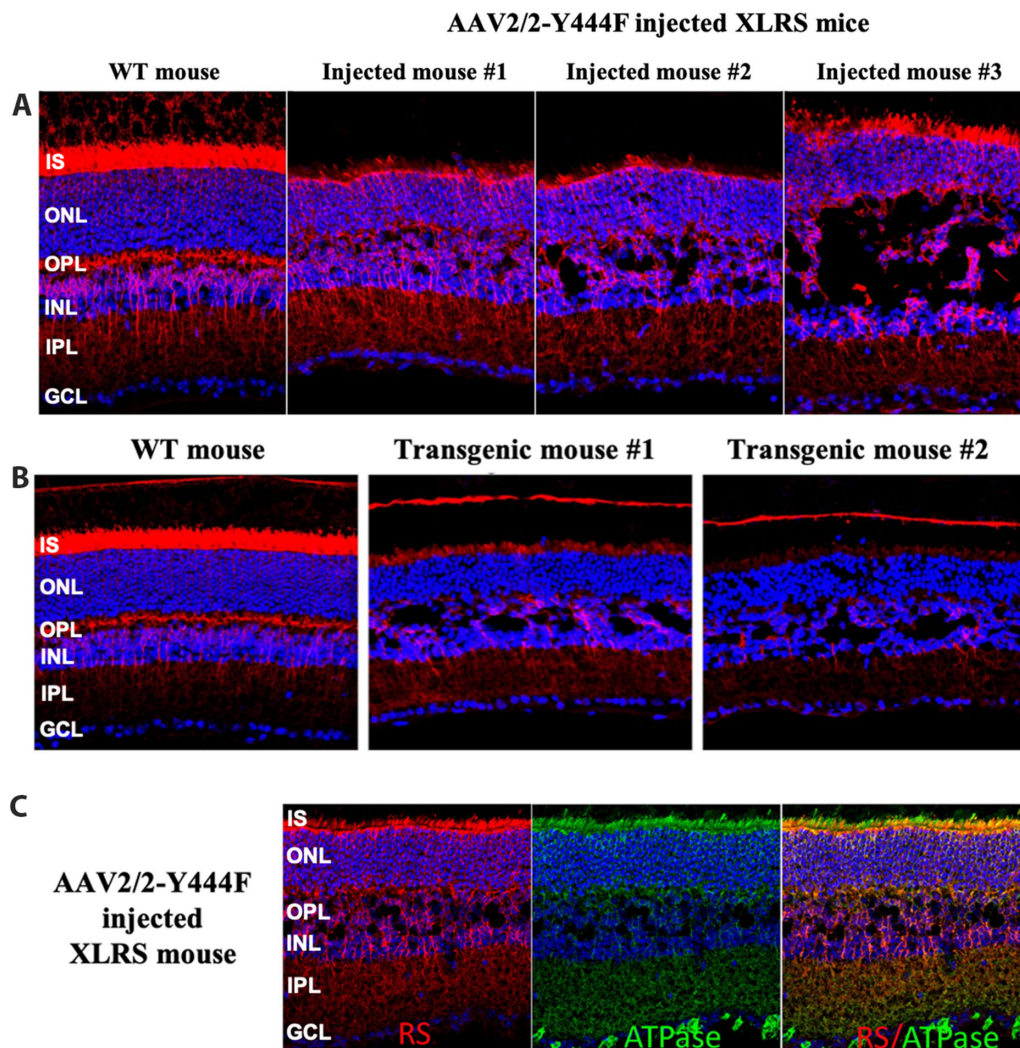 AAV2/2-Y444F injected XLRS mice
WT mouse Injected mouse #1 Injected mouse #2 Injected mouse #3
A
IS
ONL
OPL
INL
IPL
GCL
WT mouse Transgenic mouse #1 Transgenic mouse #2
B
IS
ONL
OPL
INL
IPL
GCL
C
AAV2/2-Y444F
injected
XLRS mouse
IS
ONL
OPL
INL
IPL
GCL
RS ATPase RS/ATPase